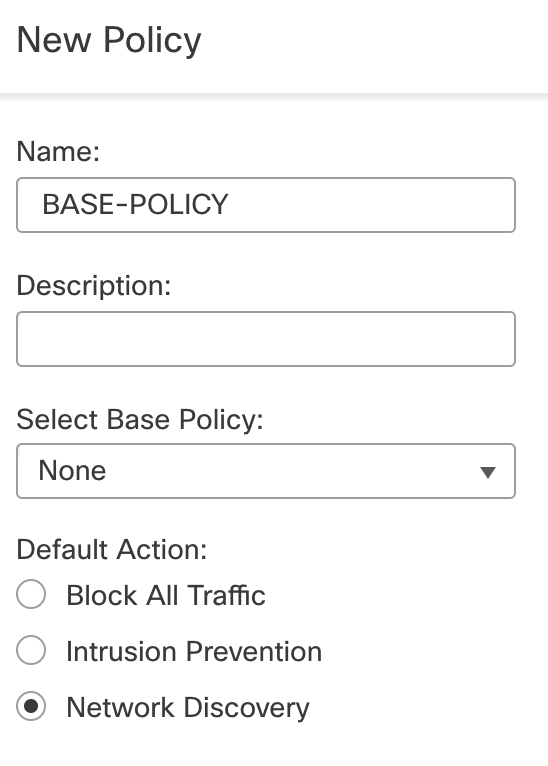 New Policy
Name:
BASE-POLICY
Description:
Select Base Policy:
None
Default Action:
Block All Traffic
Intrusion Prevention
Network Discovery